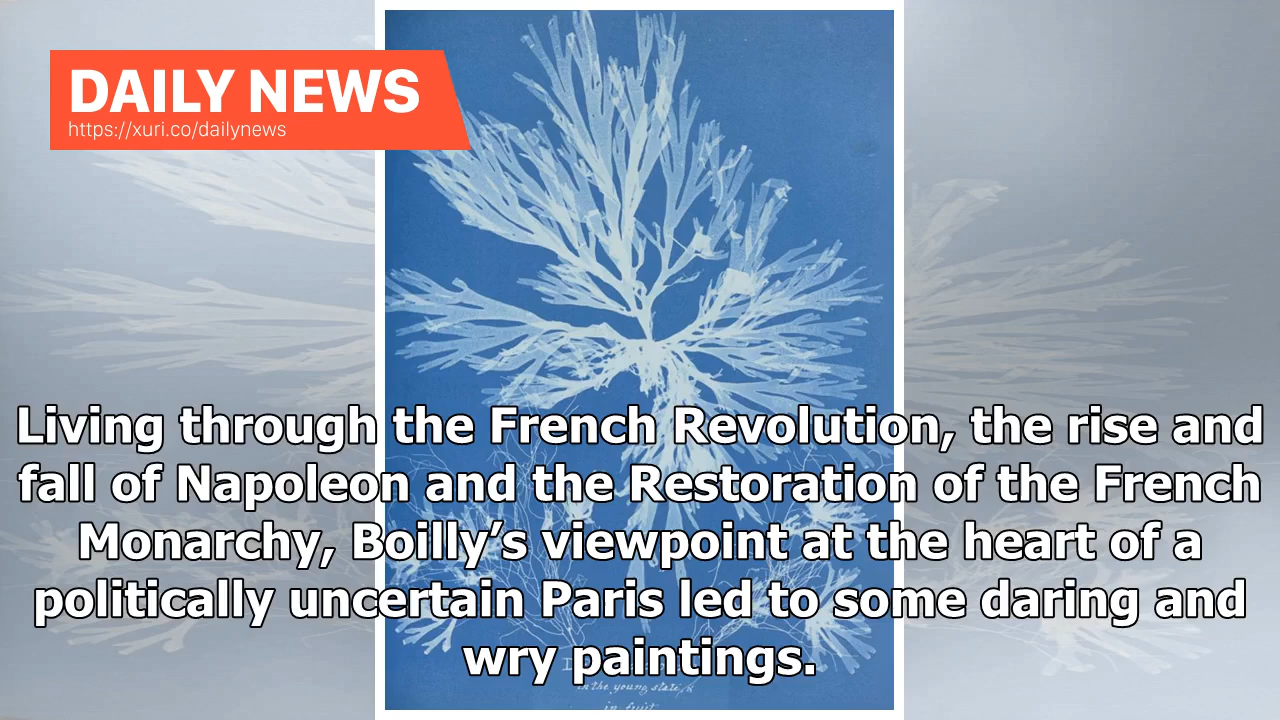 DAILY NEWS
https://xuri.co/dailynews
Living through the French Revolution, the rise and
fall of Napoleon and the Restoration of the French
Monarchy, Boilly’s viewpoint at the heart of a
politically uncertain Paris led to some daring and
wry paintings.
in the young state, &
in fruit